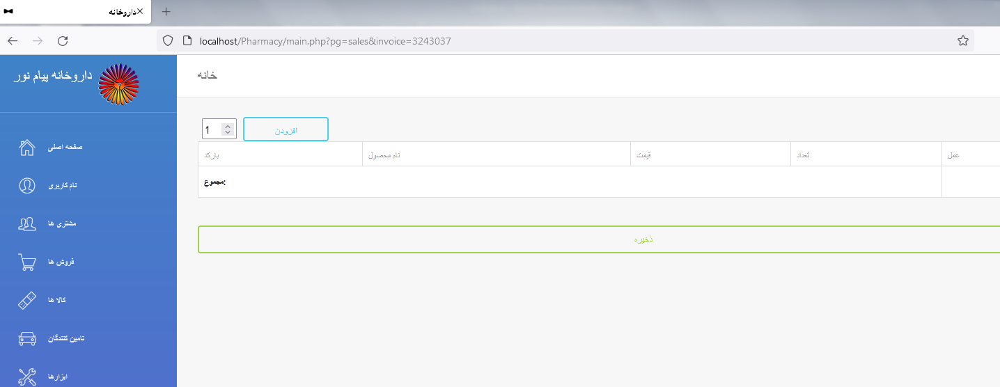 داروخانه
localhost/Pharmacy/main.php?pg=sales&invoice=3243037
داروخانه پیام نور
خانه
صفحه اصلی
نام کاربری
مشتری ها
فروش ها
کالا ها
تامین کنندگان
ابزارها
1
افزودن
بارکد
نام محصول
قیمت
تعداد
عمل
مجموع:
ذخیره